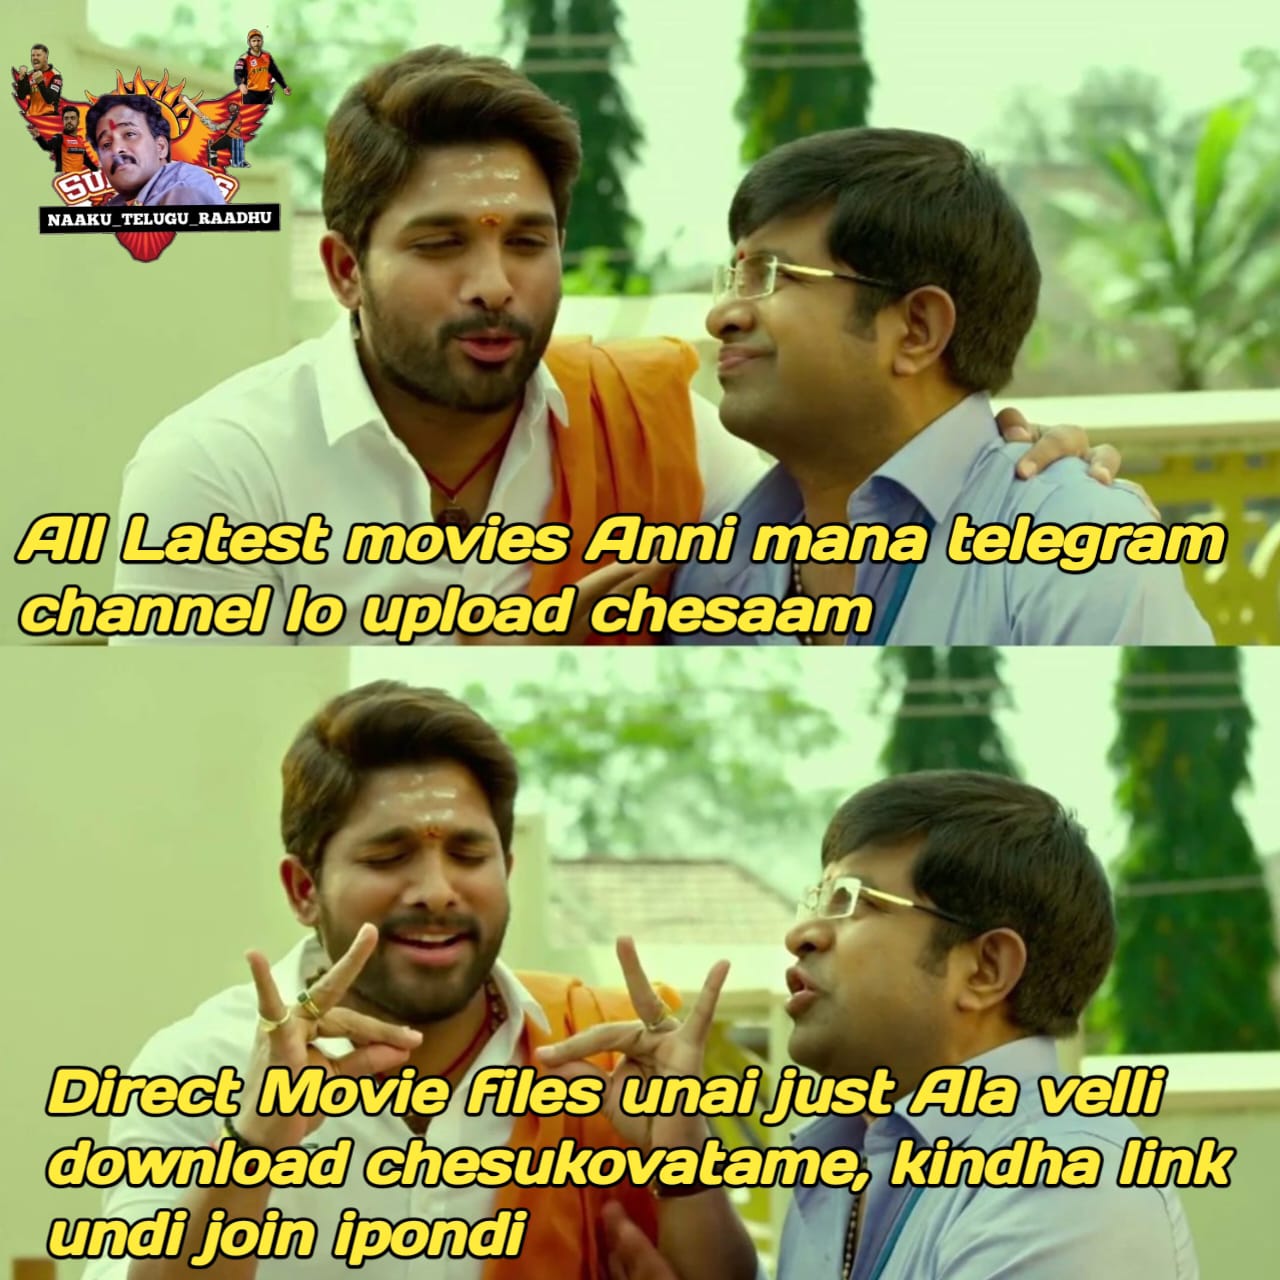 SU
S
NAAKU_TELUGU_RAADHU
All Latest movies Anni mana telegram
channel lo upload chesaam
Direct Movie files unai just Ala velli
download chesukovatame, kindha link
undi join ipondi